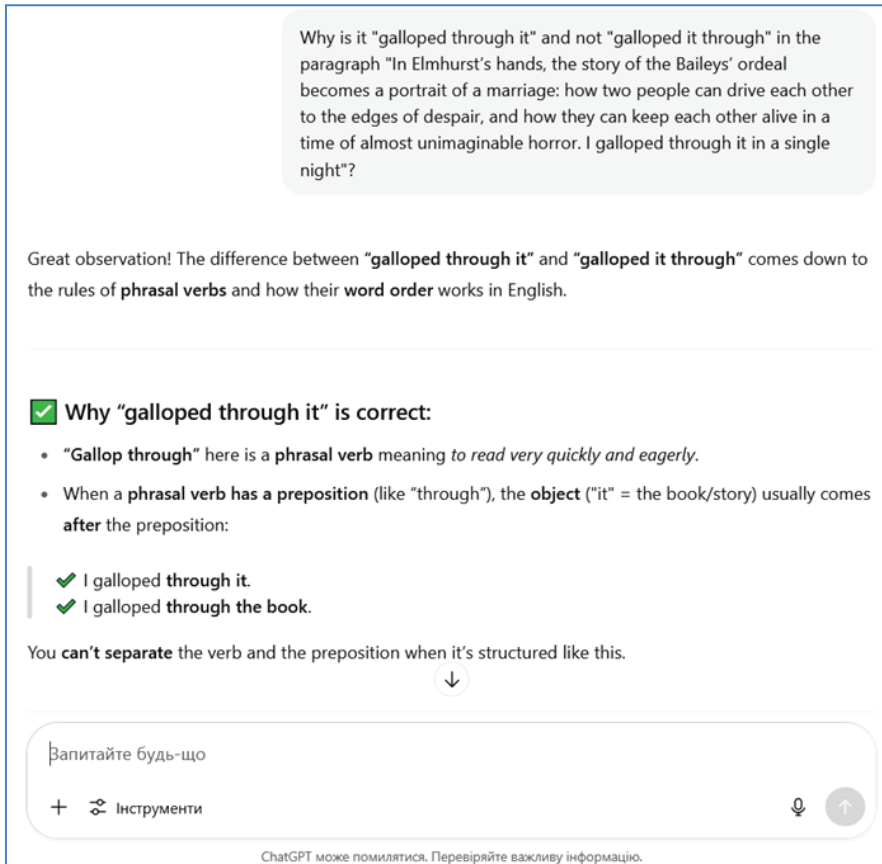 Why is it "galloped through it" and not "galloped it through" in the
paragraph "In Elmhurst’s hands, the story of the Baileys’ ordeal
becomes a portrait of a marriage: how two people can drive each other
to the edges of despair, and how they can keep each other alive in a
time of almost unimaginable horror. I galloped through it in a single
night"?
Great observation! The difference between “galloped through it” and “galloped it through” comes down to
the rules of phrasal verbs and how their word order works in English.
✅ Why “galloped through it” is correct:
• “Gallop through” here is a phrasal verb meaning to read very quickly and eagerly.
• When a phrasal verb has a preposition (like “through”), the object ("it" = the book/story) usually comes
after the preposition:
✔ I galloped through it.
✔ I galloped through the book.
You can’t separate the verb and the preposition when it’s structured like this.
Запитайте будь-що
Інструменти
ChatGPT може помилятися. Перевіряйте важливу інформацію.